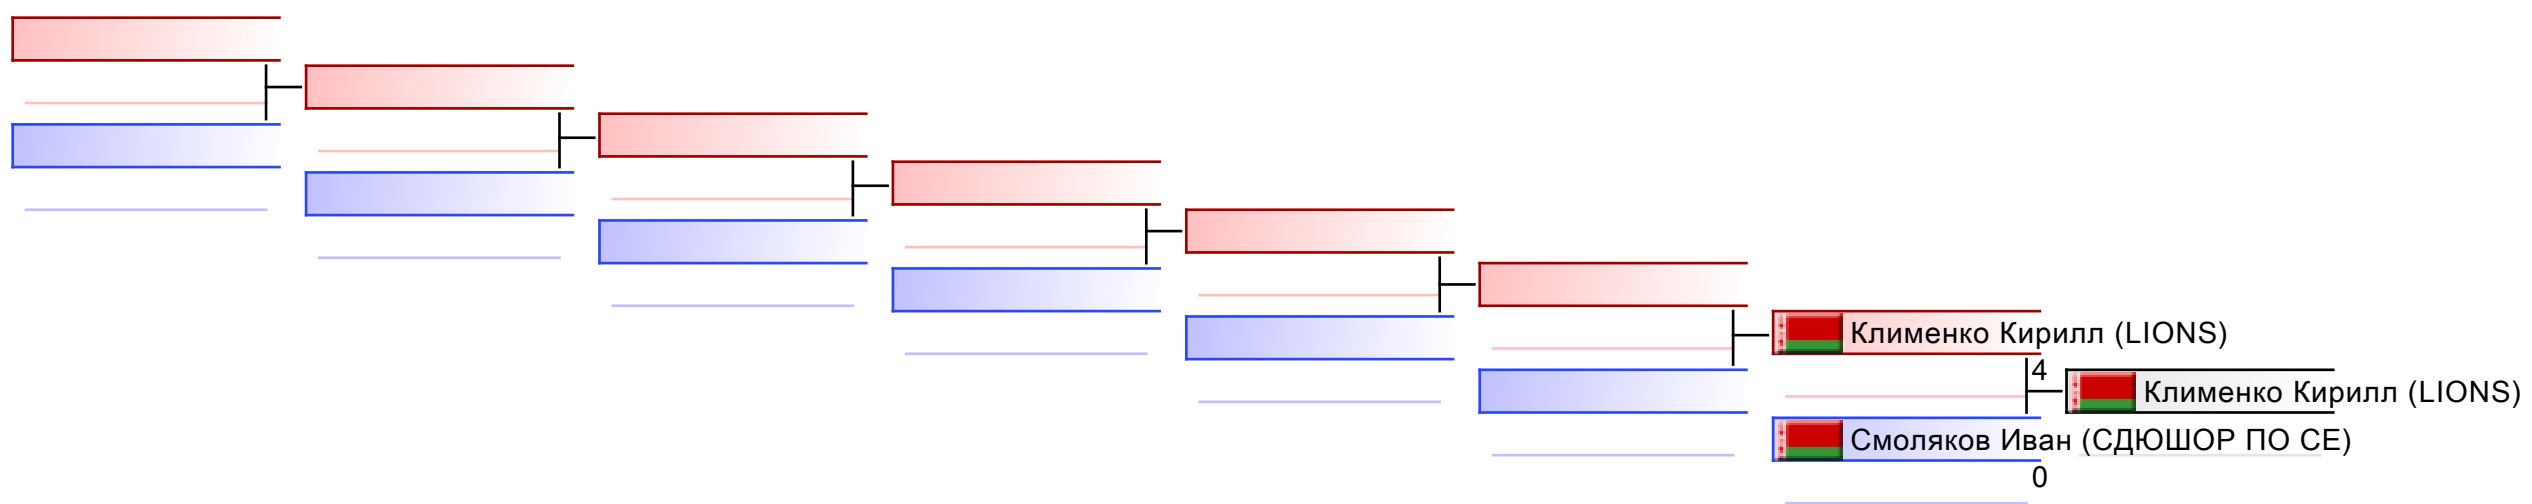 Клименко Кирилл (LIONS)
4
Клименко Кирилл (LIONS)
Смоляков Иван (СДЮШОР ПО СЕ)
0